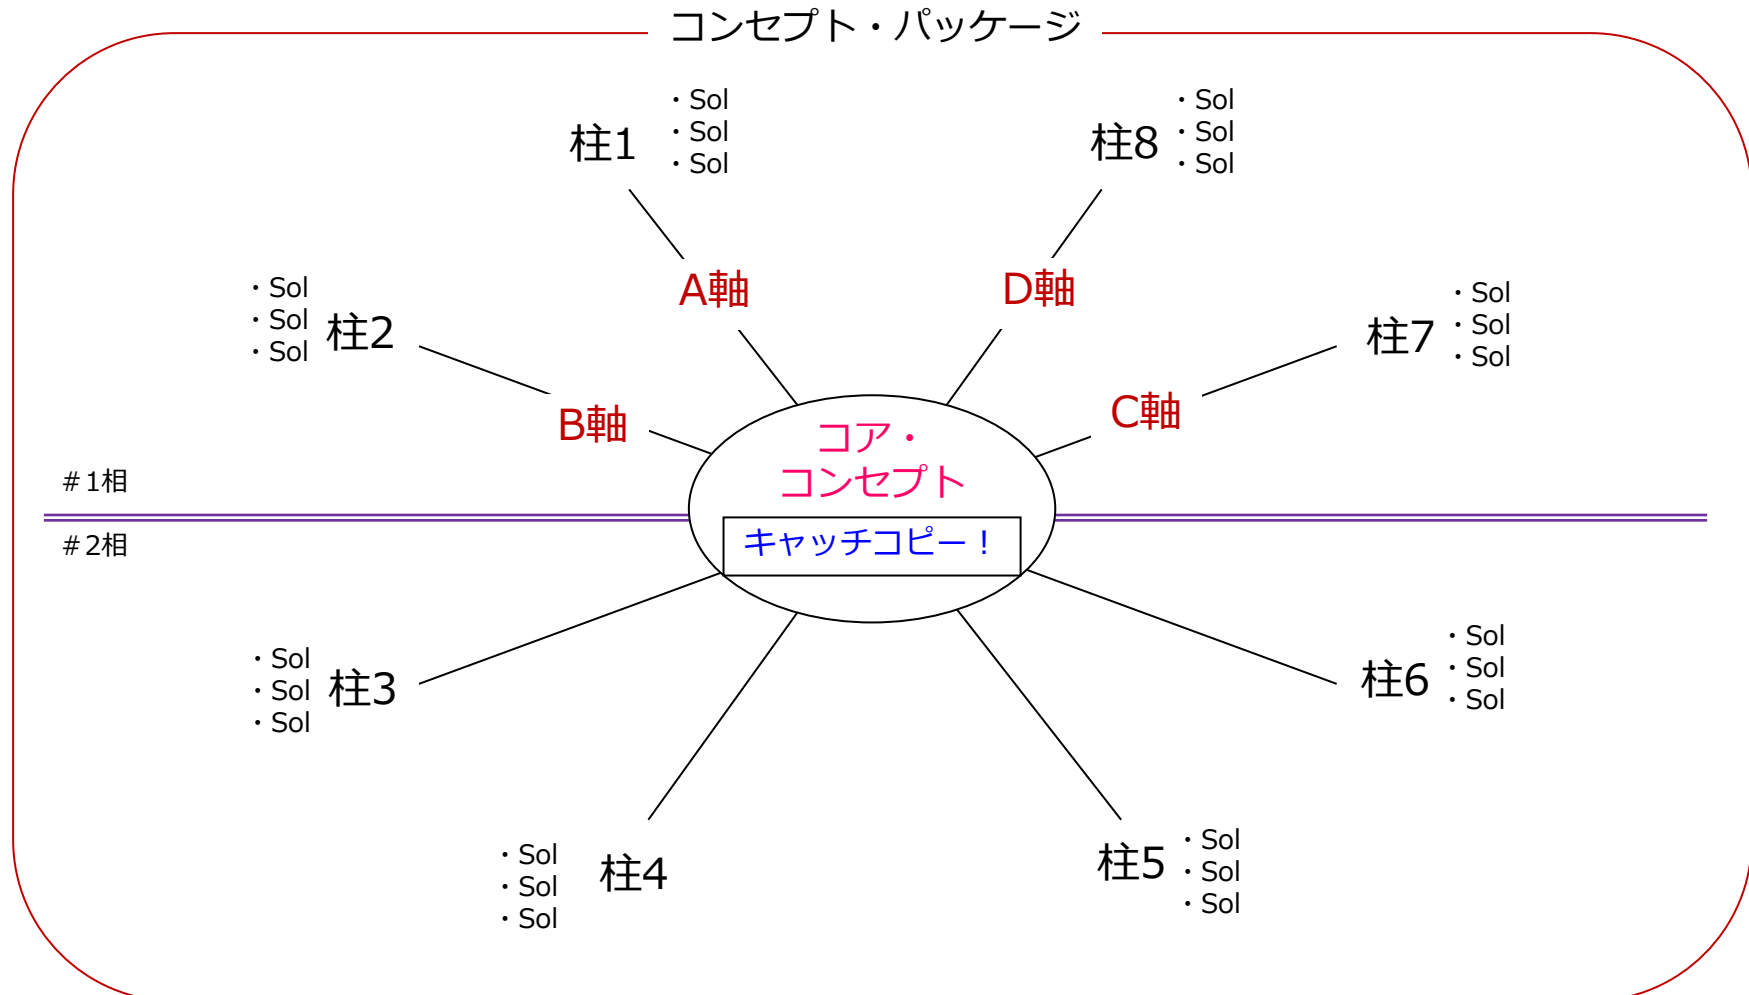 コンセプト・パッケージ
柱1
・Sol
・Sol
・Sol
柱8
・Sol
・Sol
・Sol
A軸
D軸
・Sol
・Sol
・Sol
柱2
柱7
・Sol
・Sol
・Sol
B軸
C軸
コア・
コンセプト
キャッチコピー！
＃1相
＃2相
・Sol
・Sol
・Sol
柱3
柱6
・Sol
・Sol
・Sol
・Sol
・Sol
・Sol
柱4
柱5
・Sol
・Sol
・Sol